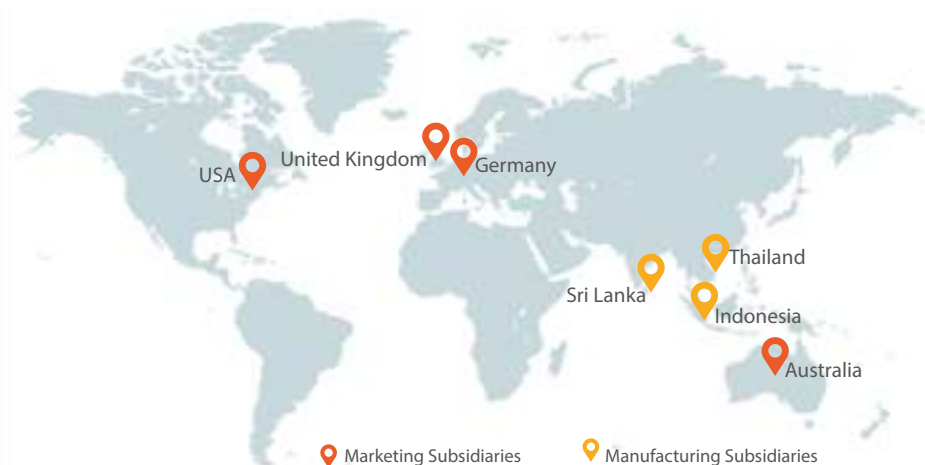 United Kingdom
Germany
USA
Thailand
Sri Lanka
Indonesia
Australia
Marketing Subsidiaries
Manufacturing Subsidiaries